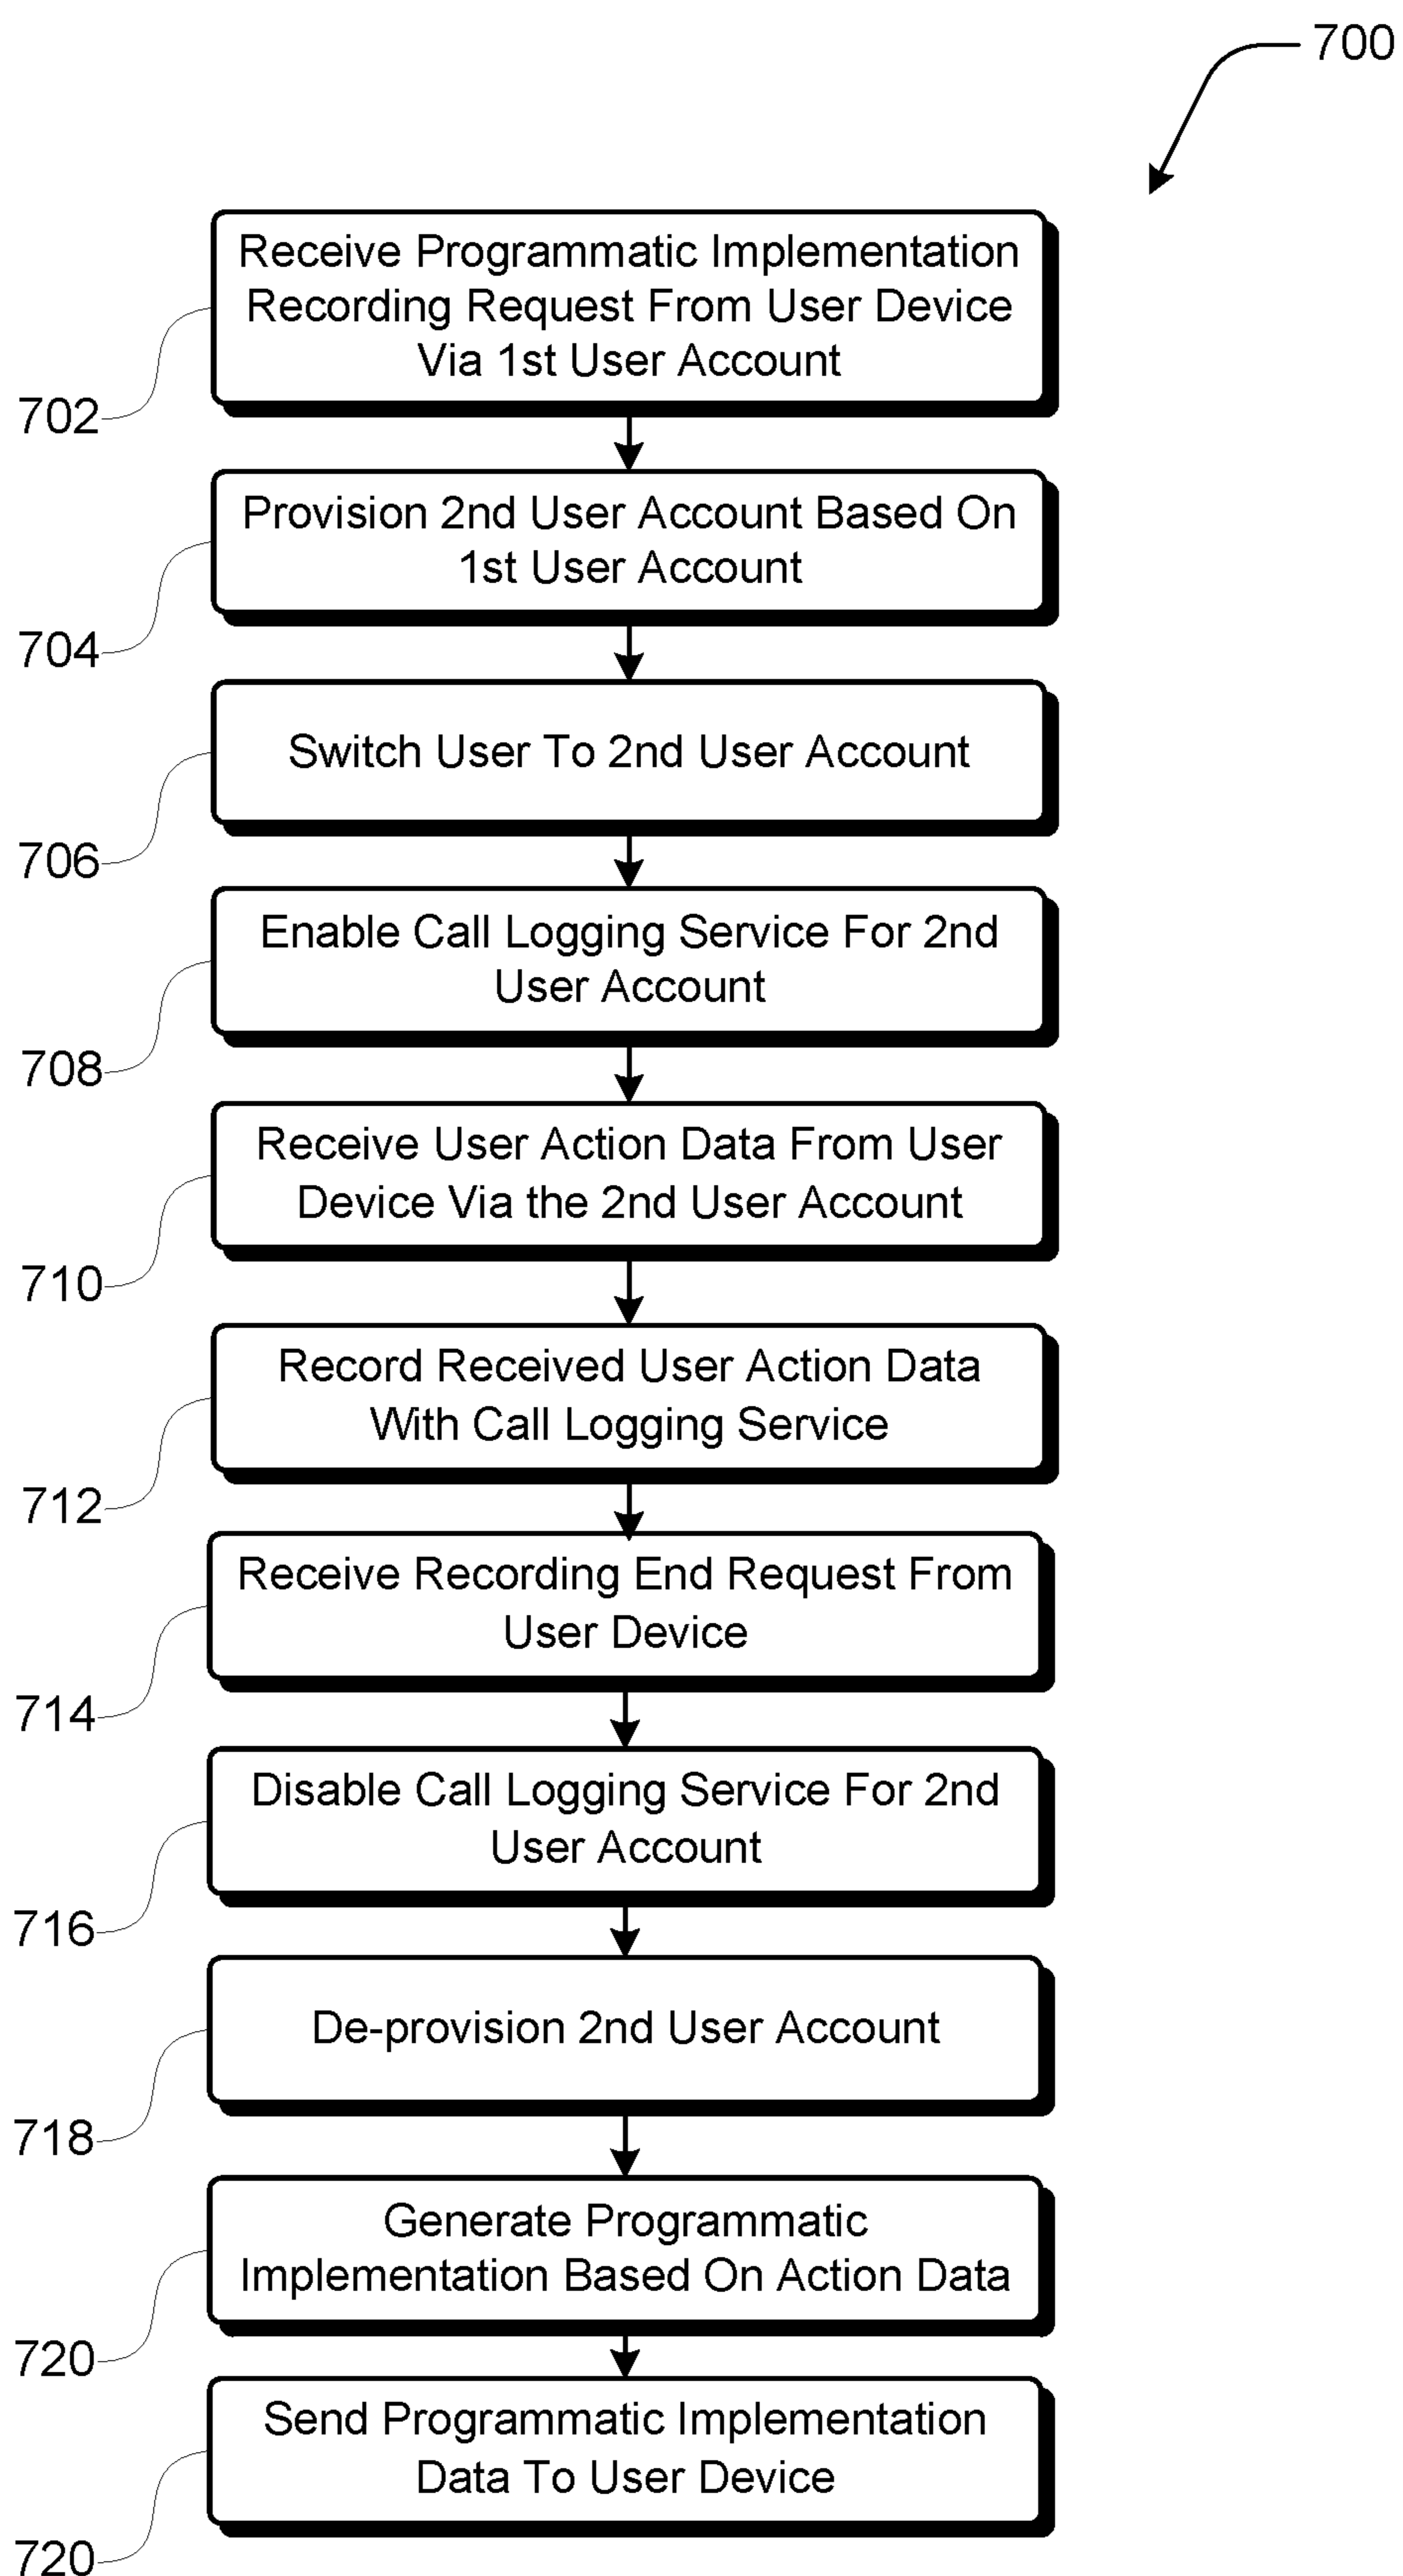 700
Receive Programmatic Implementation
Recording Request From User Device
Via 1st User Account
702
Provision 2nd User Account Based On
1st User Account
704
Switch User To 2nd User Account
706
Enable Call Logging Service For 2nd
User Account
708
Receive User Action Data From User
Device Via the 2nd User Account
710
Record Received User Action Data
With Call Logging Service
712
Receive Recording End Request From
User Device
714
Disable Call Logging Service For 2nd
User Account
716
De-provision 2nd User Account
718
Generate Programmatic
Implementation Based On Action Data
720
Send Programmatic Implementation
Data To User Device
720